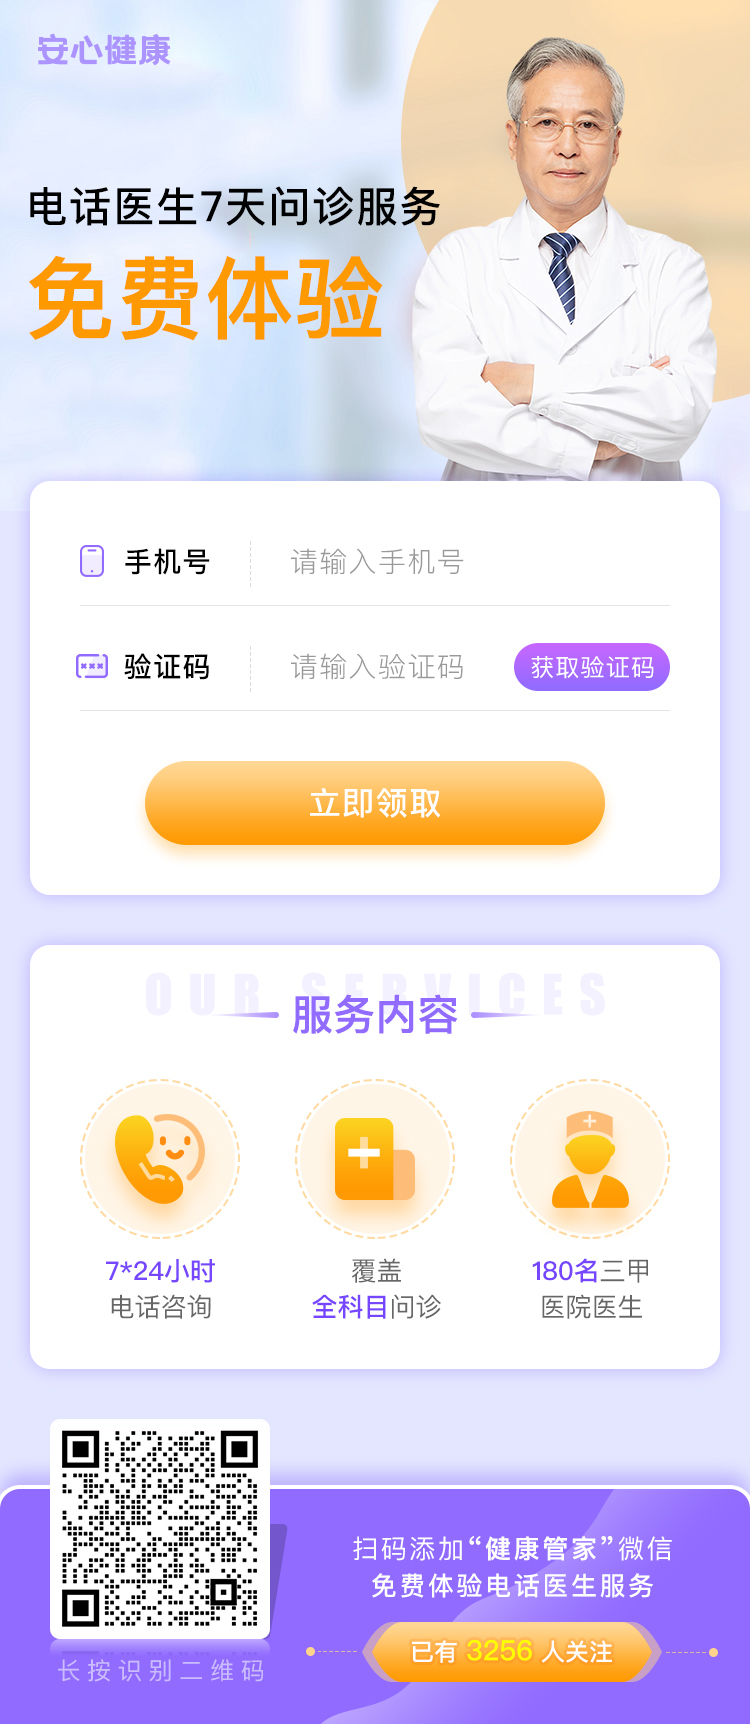 安心健康
电话医生7天问诊服务
免费体验
手机号
请输入手机号
验证码
请输入验证码
获取验证码
立即领取
OUR SERVICES
服务内容
7*24小时
电话咨询
覆盖
全科目问诊
180名三甲
医院医生
扫码添加“健康管家”微信
免费体验电话医生服务
已有 3256 人关注
长按识别二维码